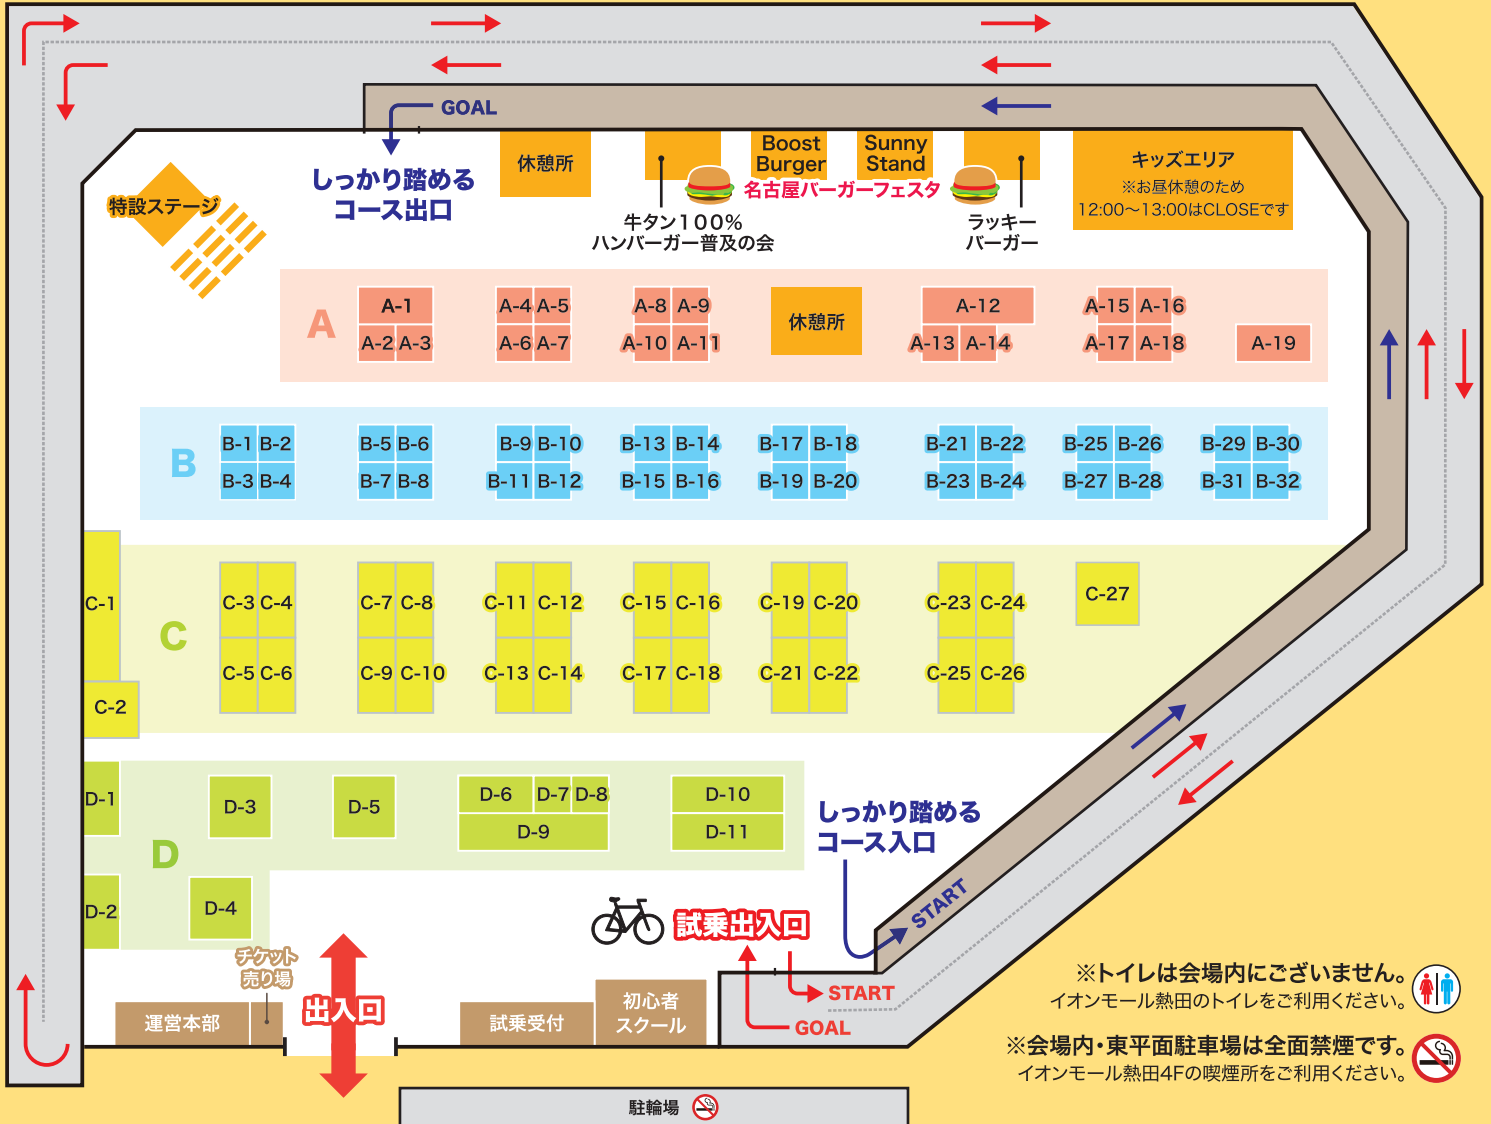 GOAL
しっかり踏める
コース出口
休憩所
Boost
Burger
Sunny
Stand
名古屋バーガーフェスタ
牛タン100%
ハンバーガー普及の会
ラッキー
バーガー
キッズエリア
※お昼休憩のため
12:00〜13:00はCLOSEです
特設ステージ
A
A-1
A-4 A-5
A-8 A-9
休憩所
A-12
A-15 A-16
A-2 A-3
A-6 A-7
A-10 A-11
A-13 A-14
A-17 A-18
A-19
B
B-1 B-2
B-5 B-6
B-9 B-10
B-13 B-14
B-17 B-18
B-21 B-22
B-25 B-26
B-29 B-30
B-3 B-4
B-7 B-8
B-11 B-12
B-15 B-16
B-19 B-20
B-23 B-24
B-27 B-28
B-31 B-32
C
C-1
C-3 C-4
C-7 C-8
C-11 C-12
C-15 C-16
C-19 C-20
C-23 C-24
C-27
C-5 C-6
C-9 C-10
C-13 C-14
C-17 C-18
C-21 C-22
C-25 C-26
C-2
D
D-1
D-3
D-5
D-6 D-7 D-8
D-9
D-10
D-11
D-2
D-4
しっかり踏める
コース入口
START
試乗出入口
START
GOAL
チケット
売り場
運営本部
出入口
試乗受付
初心者
スクール
※トイレは会場内にございません。
イオンモール熱田のトイレをご利用ください。
※会場内・東平面駐車場は全面禁煙です。
イオンモール熱田4Fの喫煙所をご利用ください。
駐輪場